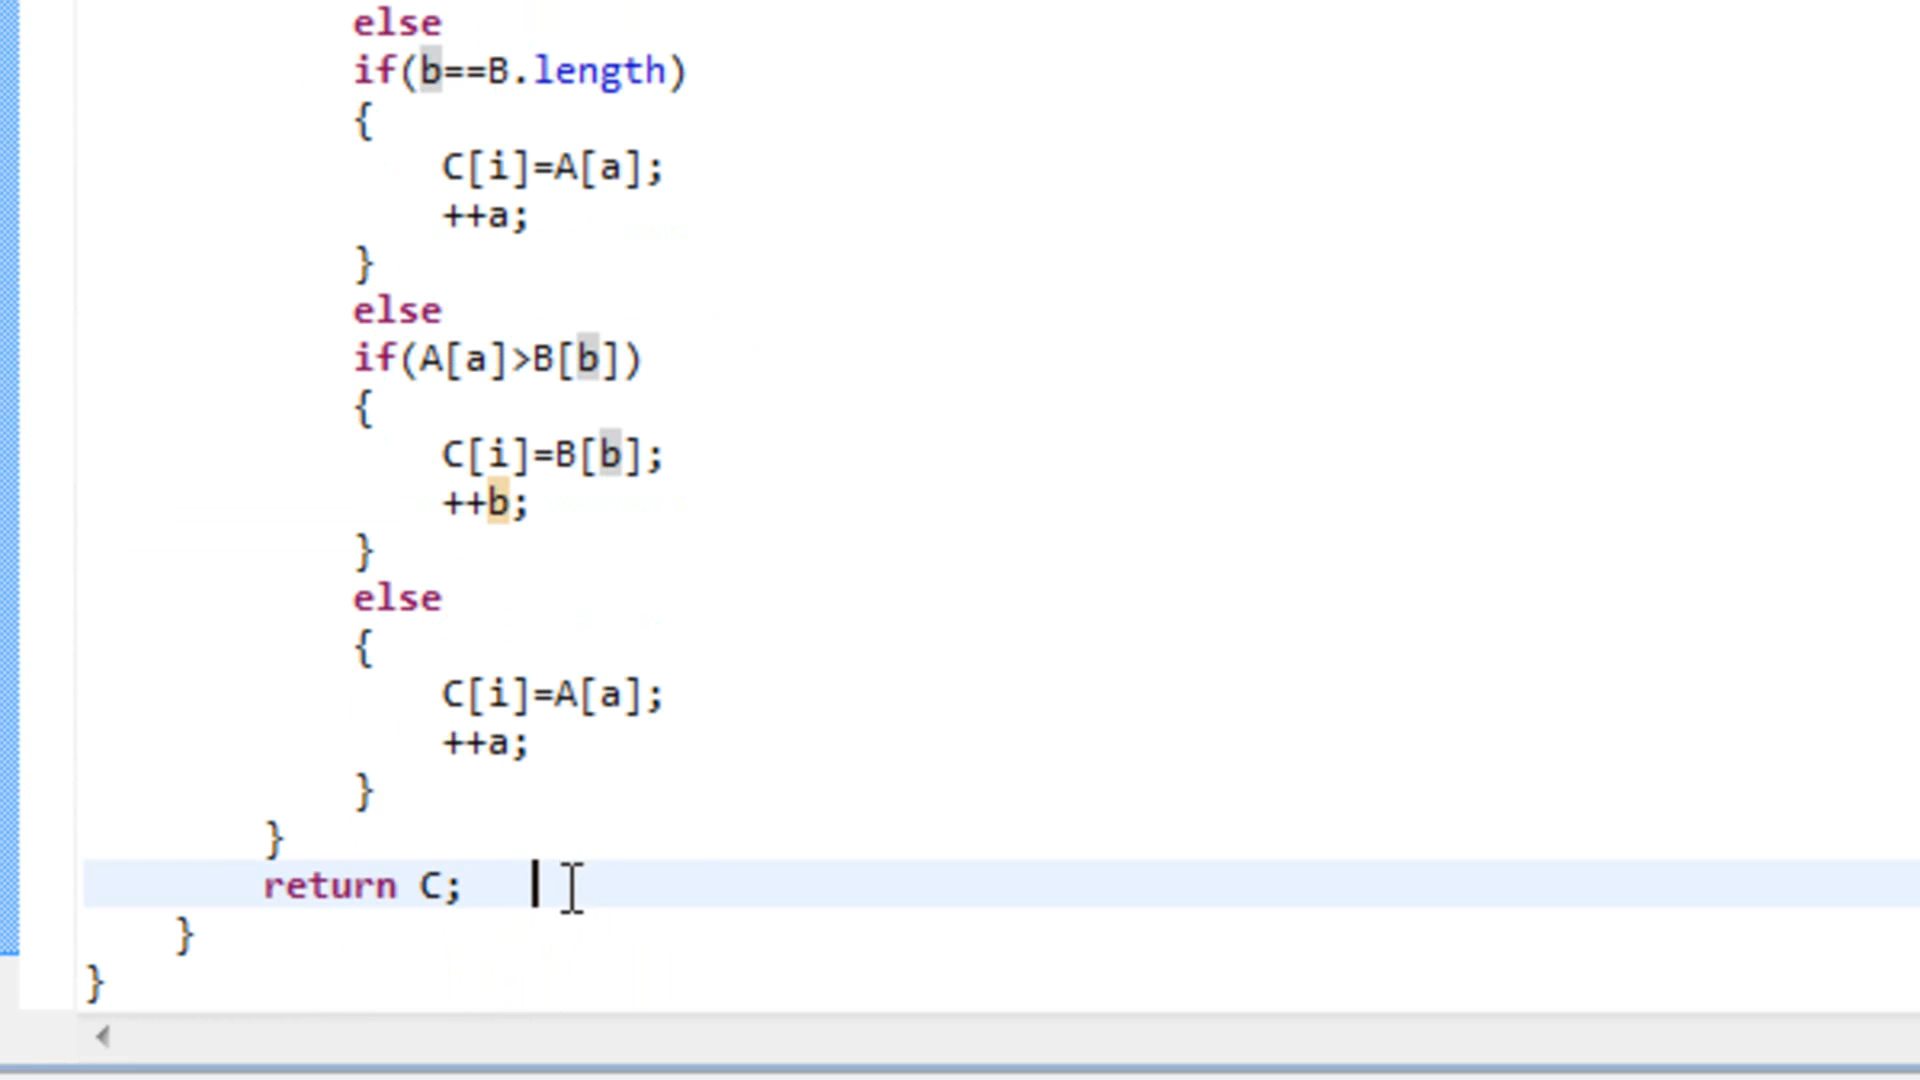 else
if(b==B.length)
{
C[i]=A[a];
++a;
}
else
if(A[a]>B[b])
{
C[i]=B[b];
++b;
}
else
{
C[i]=A[a];
++a;
}
}
return C;
}
}